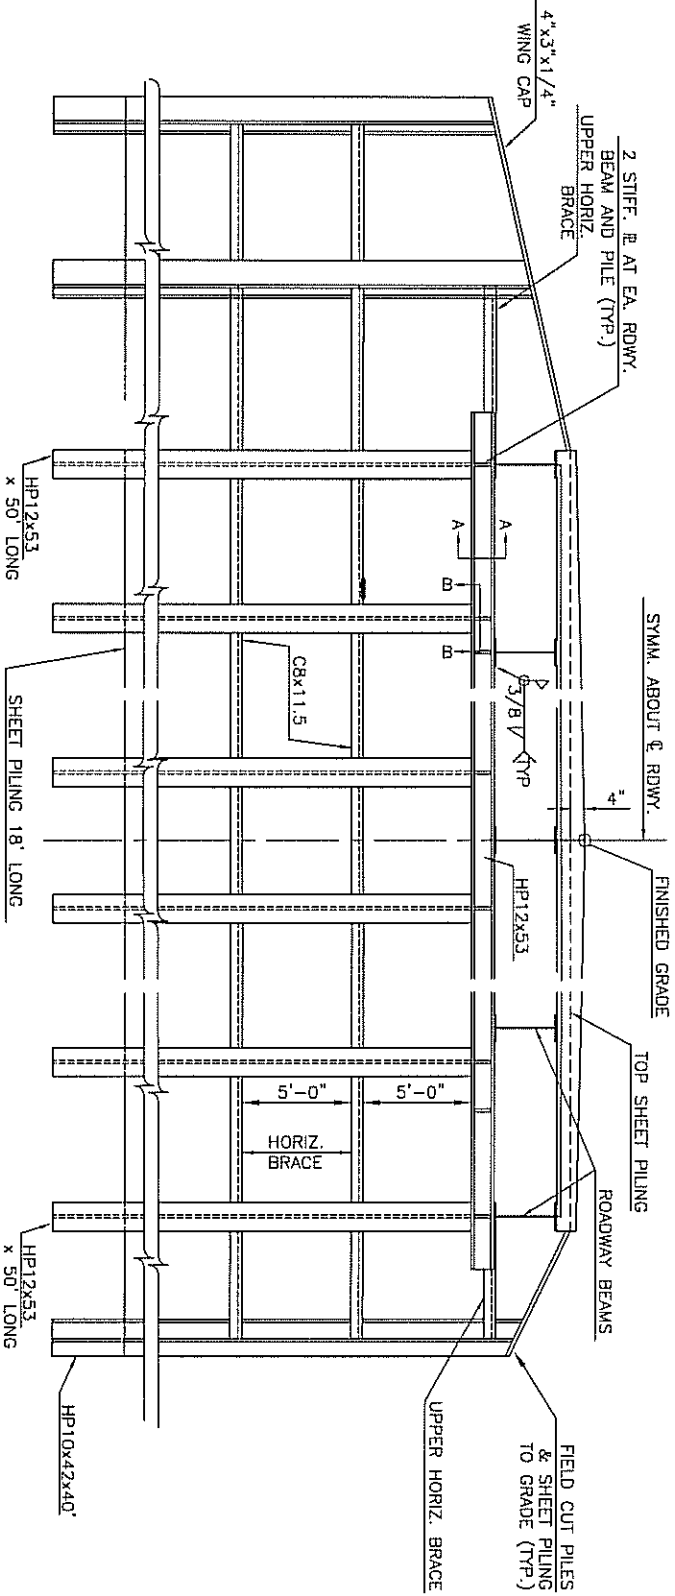 4"x3"x1/4"
WING CAP
UPPER HORIZ.
BRACE
2 STIFF. ⅊ AT EA. RDWY.
BEAM AND PILE (TYP.)
SYMM. ABOUT ℄ RDWY.
4"
FINISHED GRADE
TOP SHEET PILING
ROADWAY BEAMS
FIELD CUT PILES
& SHEET PILING
TO GRADE (TYP.)
A
A
B
B
3/8
TYP
HP12x53
C8x11.5
5'-0"
5'-0"
HORIZ.
BRACE
UPPER HORIZ. BRACE
HP12x53
x 50' LONG
SHEET PILING 18' LONG
HP12x53
x 50' LONG
HP10x42x40'